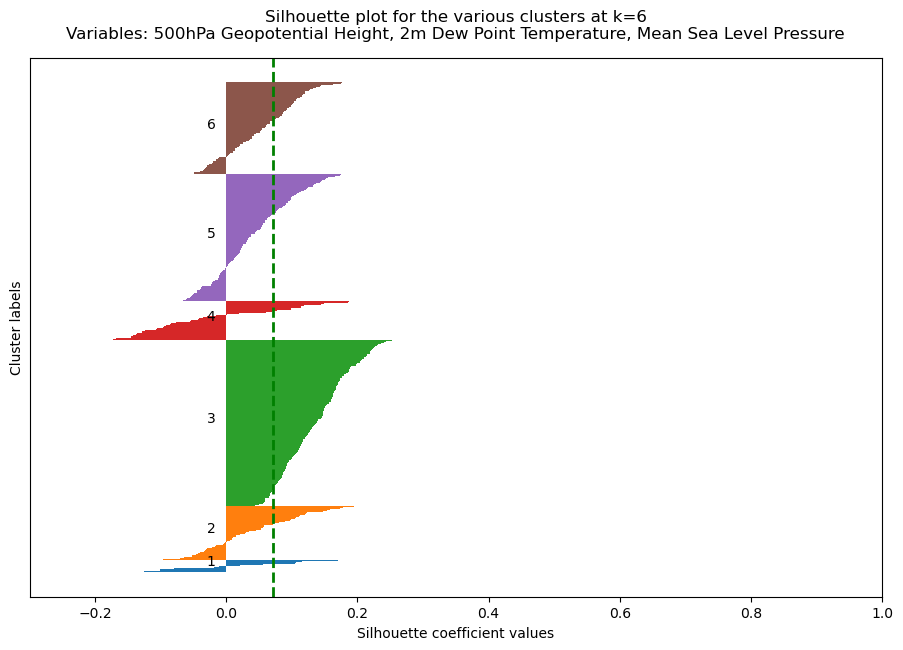 Silhouette plot for the various clusters at k=6
Variables: 500hPa Geopotential Height, 2m Dew Point Temperature, Mean Sea Level Pressure
Cluster labels
6
5
4
3
2
1
−0.2 0.0 0.2 0.4 0.6 0.8 1.0
Silhouette coefficient values